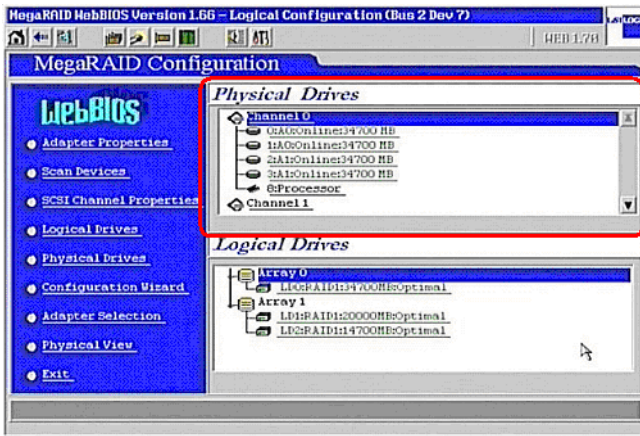 MegaRAID WebBIOS Version 1.66 - Logical Configuration (Bus 2 Dev 7)
WEB 1.78
MegaRAID Configuration
WebBIOS
Adapter Properties
Scan Devices
SCSI Channel Properties
Logical Drives
Physical Drives
Configuration Wizard
Adapter Selection
Physical View
Exit
Physical Drives
Channel 0
0:A0:Online:34700 MB
1:A0:Online:34700 MB
2:A1:Online:34700 MB
3:A1:Online:34700 MB
8:Processor
Channel 1
Logical Drives
Array 0
LD0:RAID1:34700MB:Optimal
Array 1
LD1:RAID1:20000MB:Optimal
LD2:RAID1:14700MB:Optimal